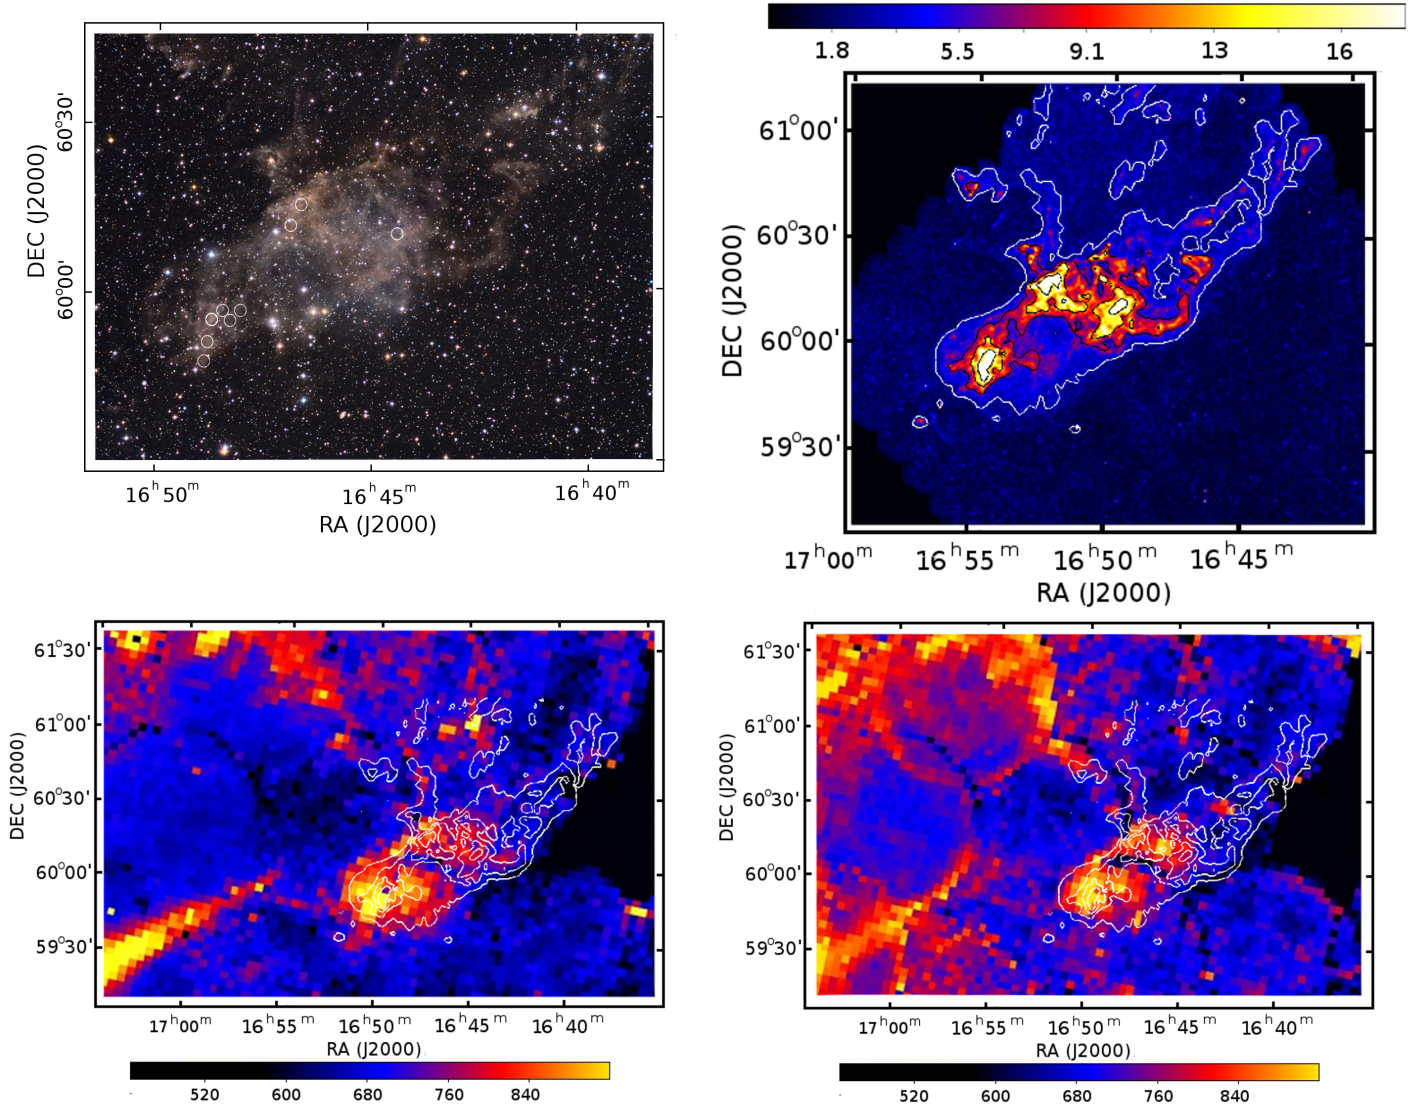 1.8 5.5 9.1 13 16
60°30'
60°00'
DEC (J2000)
16ʰ50ᵐ 16ʰ45ᵐ 16ʰ40ᵐ
RA (J2000)
61°00'
60°30'
60°00'
59°30'
DEC (J2000)
17ʰ00ᵐ 16ʰ55ᵐ 16ʰ50ᵐ 16ʰ45ᵐ
RA (J2000)
61°30'
61°00'
60°30'
60°00'
59°30'
DEC (J2000)
17ʰ00ᵐ 16ʰ55ᵐ 16ʰ50ᵐ 16ʰ45ᵐ 16ʰ40ᵐ
RA (J2000)
520 600 680 760 840
61°30'
61°00'
60°30'
60°00'
59°30'
DEC (J2000)
17ʰ00ᵐ 16ʰ55ᵐ 16ʰ50ᵐ 16ʰ45ᵐ 16ʰ40ᵐ
RA (J2000)
520 600 680 760 840